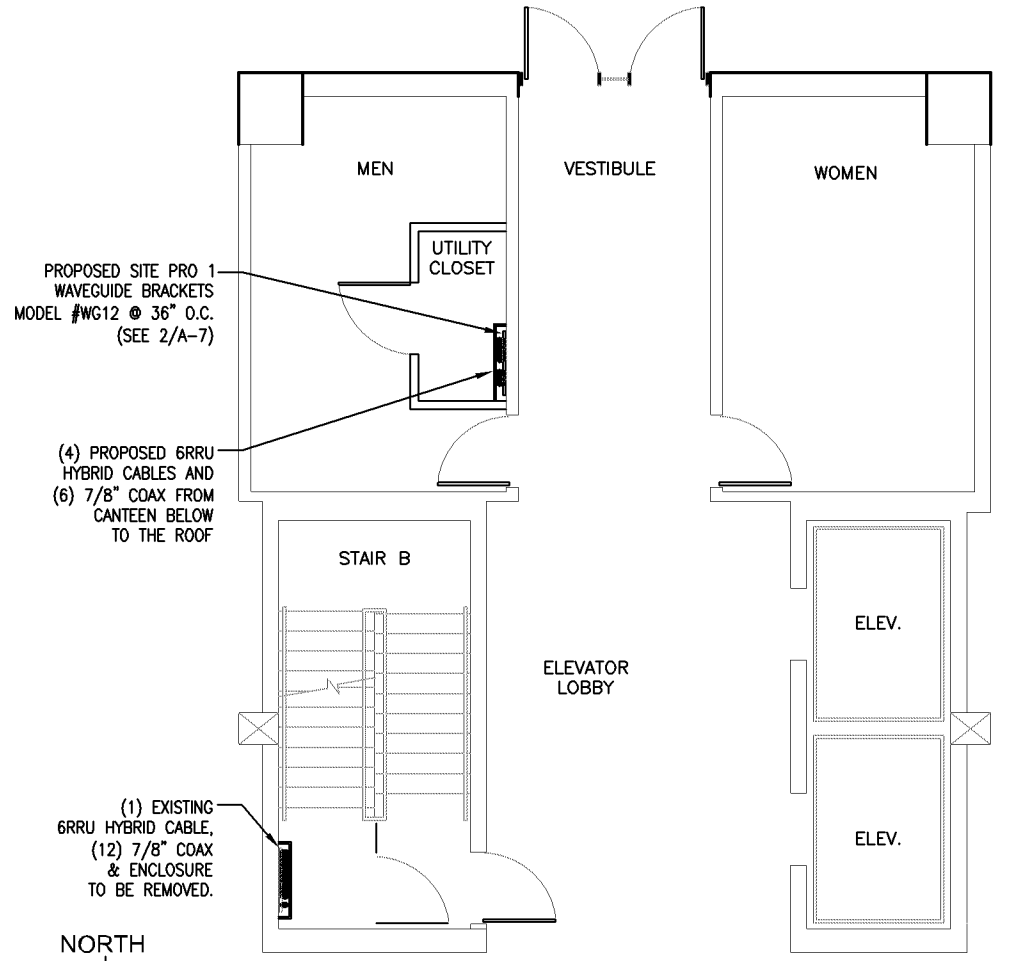 MEN
VESTIBULE
WOMEN
UTILITY
CLOSET
PROPOSED SITE PRO 1
WAVEGUIDE BRACKETS
MODEL #WG12 @ 36" O.C.
(SEE 2/A-7)
(4) PROPOSED 6RRU
HYBRID CABLES AND
(6) 7/8" COAX FROM
CANTEEN BELOW
TO THE ROOF
STAIR B
ELEV.
ELEVATOR
LOBBY
(1) EXISTING
6RRU HYBRID CABLE,
(12) 7/8" COAX
& ENCLOSURE
TO BE REMOVED.
ELEV.
NORTH